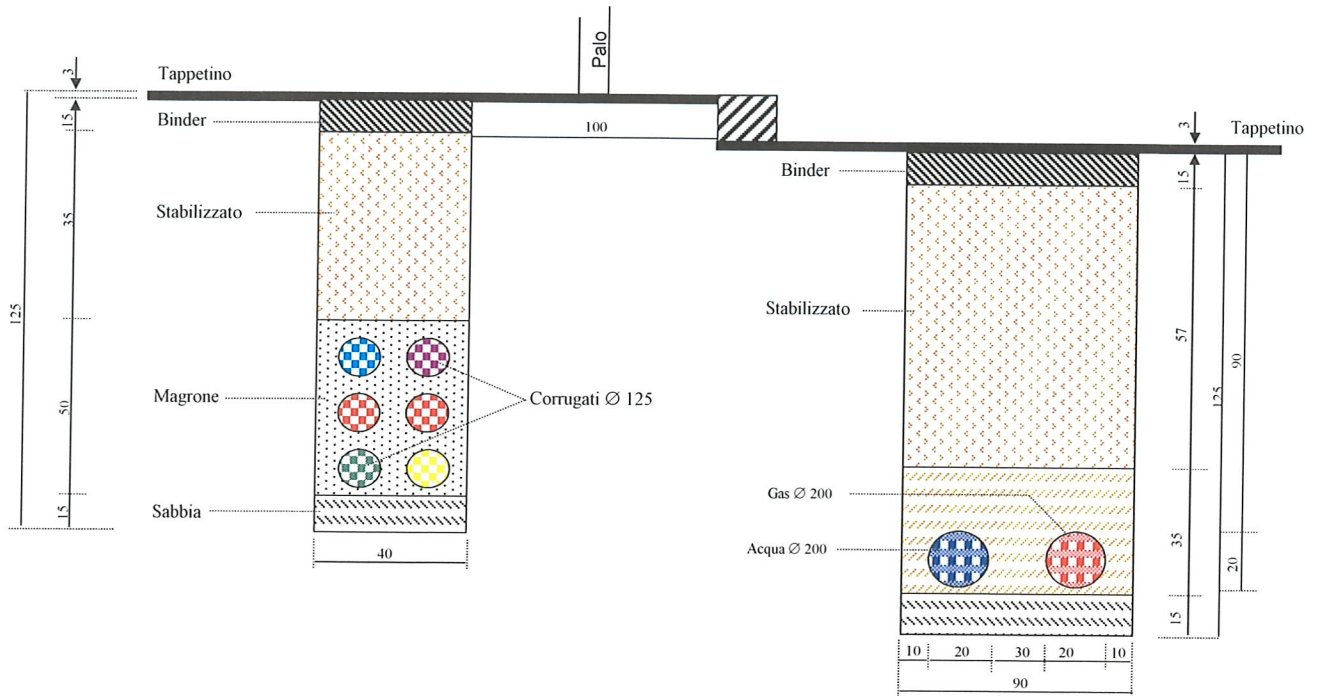 Palo
3
Tappetino
15
Binder
100
3
Tappetino
Binder
15
35
Stabilizzato
125
Stabilizzato
57
90
125
Magrone
50
Corrugati Ø 125
Gas Ø 200
Sabbia
15
Acqua Ø 200
35
20
40
15
10
20
30
20
10
90